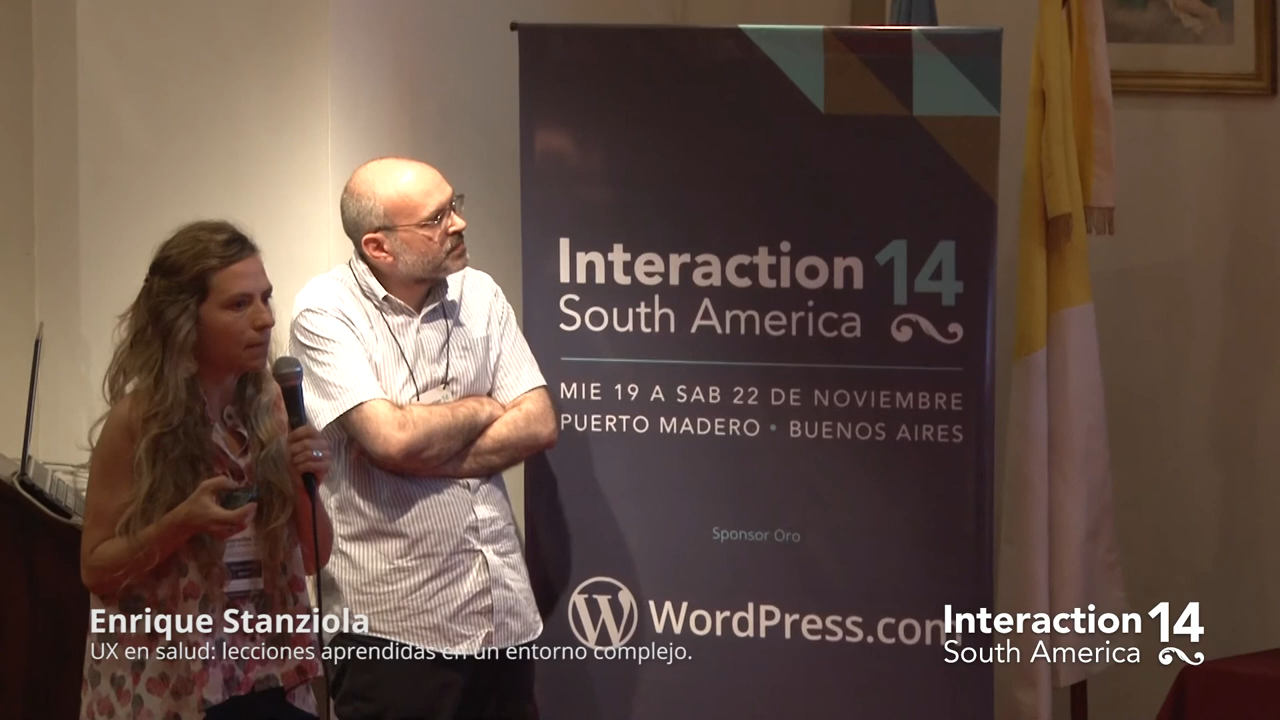 Interaction 14
South America
MIE 19 A SAB 22 DE NOVIEMBRE
PUERTO MADERO • BUENOS AIRES
Sponsor Oro
WordPress.com
Enrique Stanziola
UX en salud: lecciones aprendidas en un entorno complejo.
Interaction 14
South America